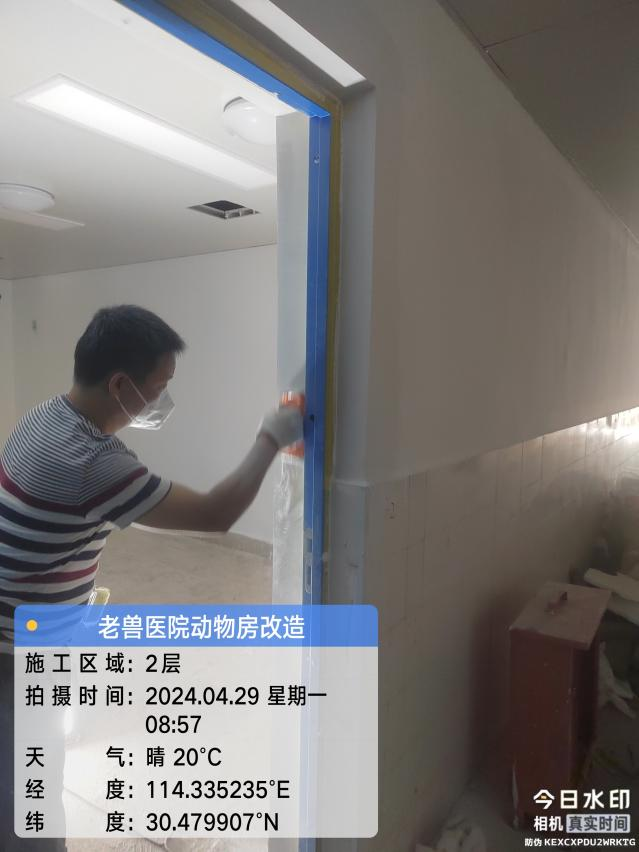 老兽医院动物房改造
施工区域：2层
拍摄时间：2024.04.29 星期一
08:57
天气：晴 20°C
经度：114.335235°E
纬度：30.479907°N
今日水印
相机真实时间
防伪 KEXCXPDU2WRKTG